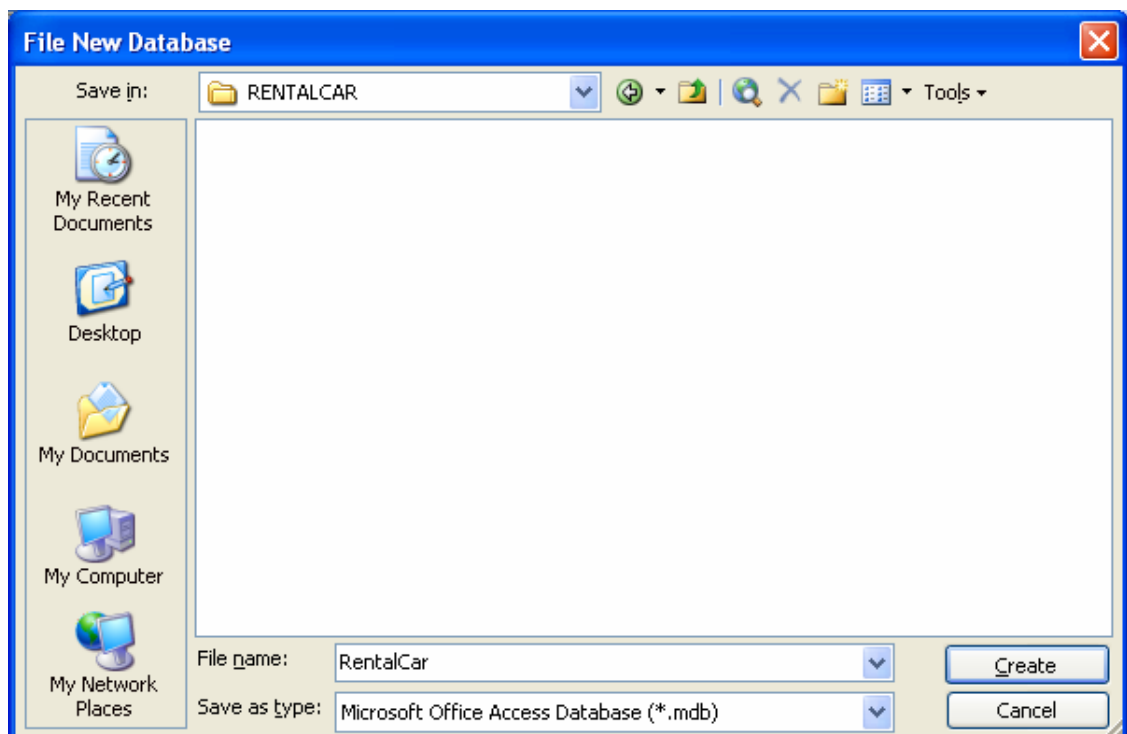 File New Database
Save in:
RENTALCAR
Tools
My Recent
Documents
Desktop
My Documents
My Computer
My Network
Places
File name:
RentalCar
Create
Save as type:
Microsoft Office Access Database (*.mdb)
Cancel